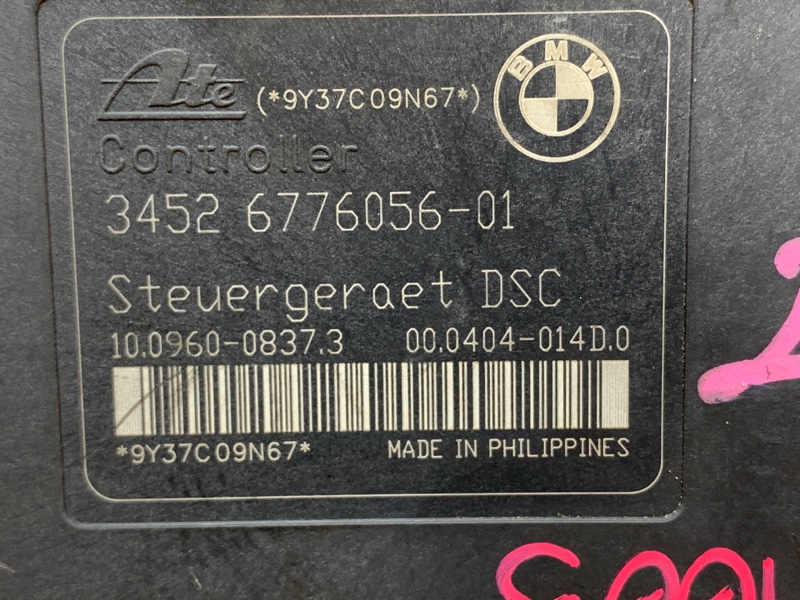 Ate (*9Y37C09N67*) BMW
Controller
3452 6776056-01
Steuergeraet DSC
10.0960-0837.3 00.0404-014D.0
*9Y37C09N67* MADE IN PHILIPPINES